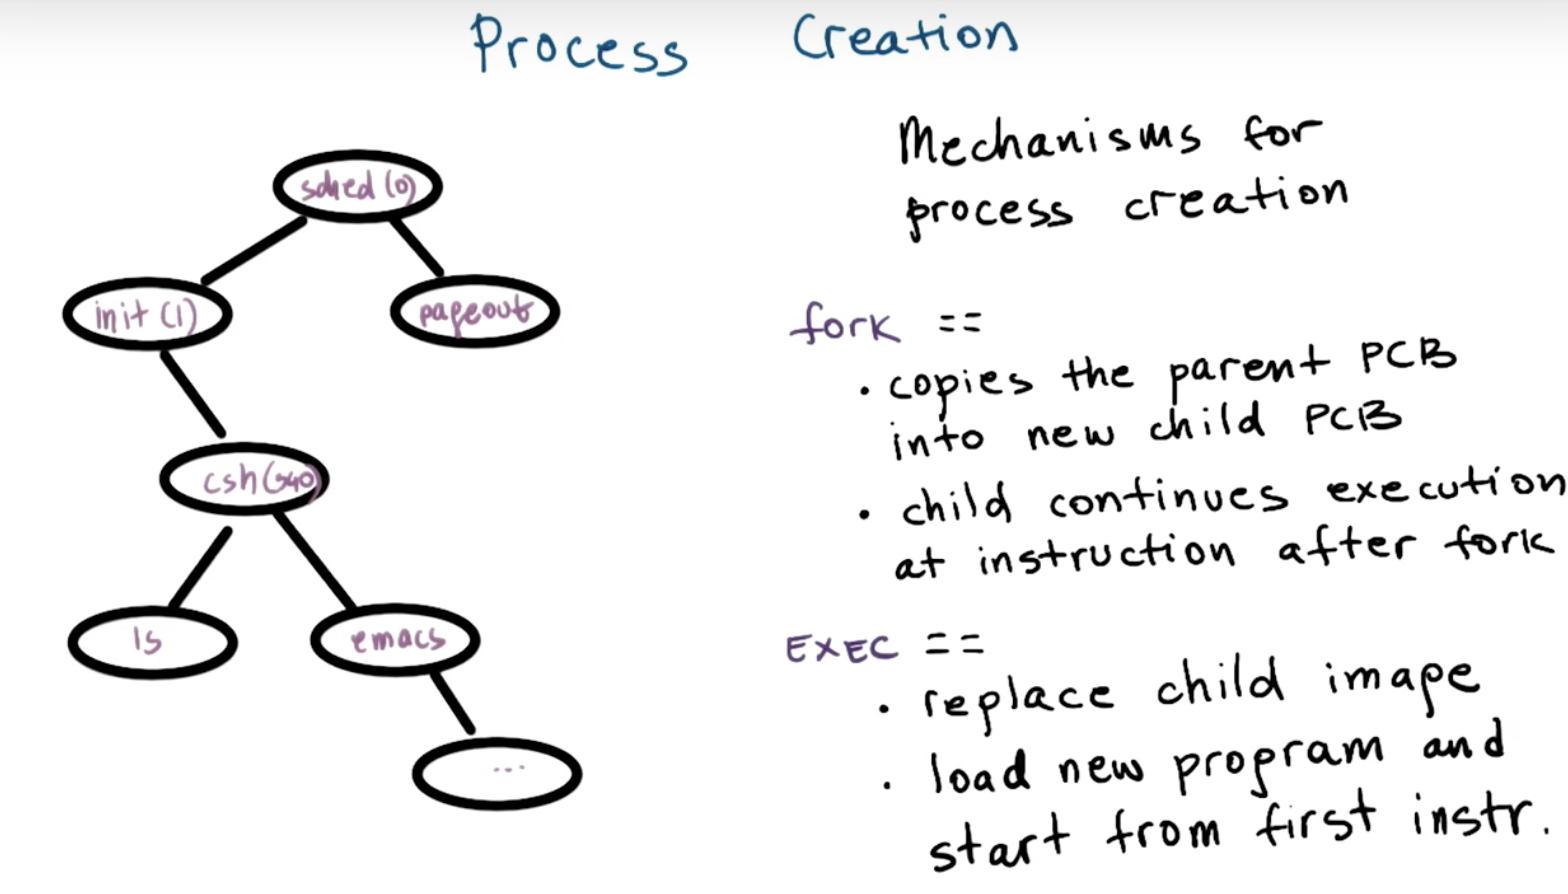 Process Creation
sched (0)
init (1)
pageout
csh (540)
ls
emacs
...
Mechanisms for
process creation
fork ==
• copies the parent PCB
into new child PCB
• child continues execution
at instruction after fork
EXEC ==
• replace child image
• load new program and
start from first instr.